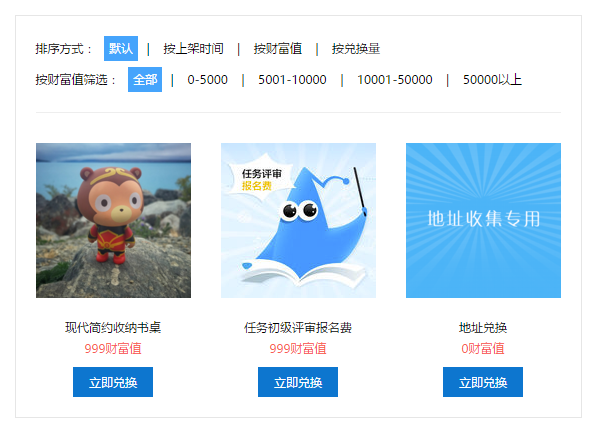 排序方式： 默认 | 按上架时间 | 按财富值 | 按兑换量
按财富值筛选： 全部 | 0-5000 | 5001-10000 | 10001-50000 | 50000以上
任务评审
报名费
地址收集专用
现代简约收纳书桌 任务初级评审报名费 地址兑换
999财富值 999财富值 0财富值
立即兑换 立即兑换 立即兑换